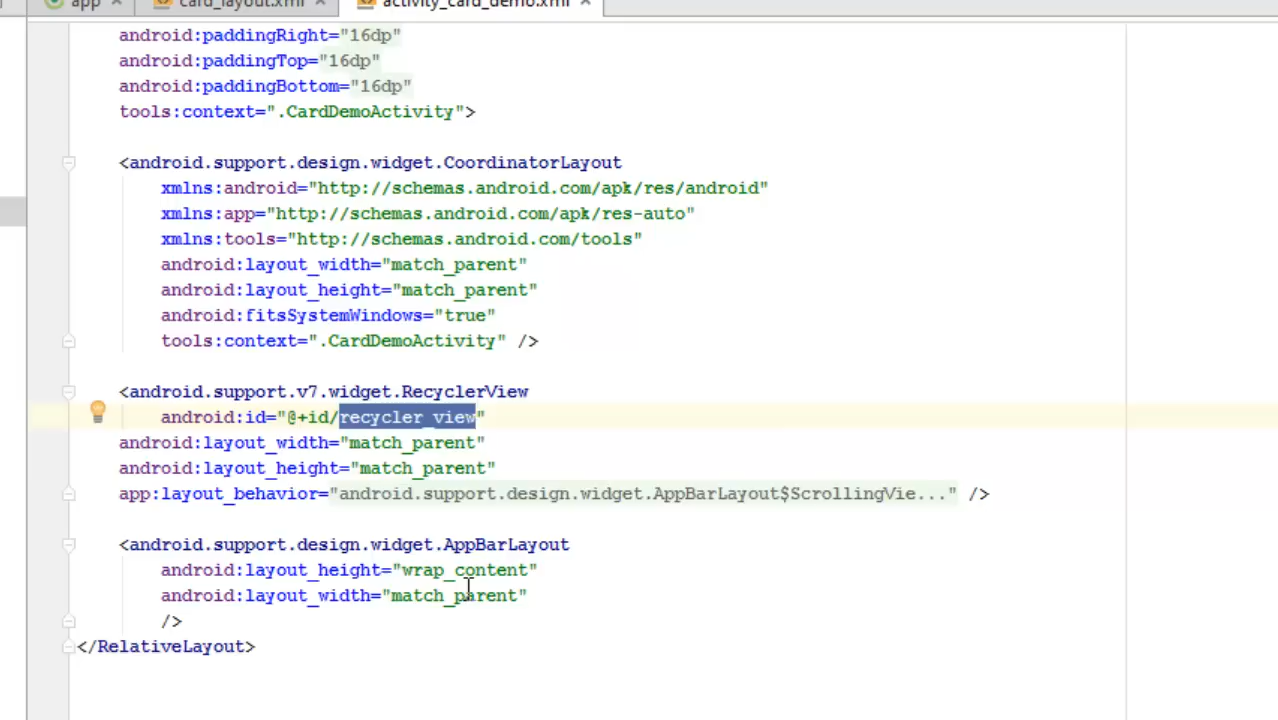 app card_layout.xml activity_card_demo.xml
android:paddingRight="16dp"
android:paddingTop="16dp"
android:paddingBottom="16dp"
tools:context=".CardDemoActivity">
<android.support.design.widget.CoordinatorLayout
xmlns:android="http://schemas.android.com/apk/res/android"
xmlns:app="http://schemas.android.com/apk/res-auto"
xmlns:tools="http://schemas.android.com/tools"
android:layout_width="match_parent"
android:layout_height="match_parent"
android:fitsSystemWindows="true"
tools:context=".CardDemoActivity" />
<android.support.v7.widget.RecyclerView
android:id="@+id/recycler_view"
android:layout_width="match_parent"
android:layout_height="match_parent"
app:layout_behavior="android.support.design.widget.AppBarLayout$ScrollingVie..." />
<android.support.design.widget.AppBarLayout
android:layout_height="wrap_content"
android:layout_width="match_parent"
/>
</RelativeLayout>